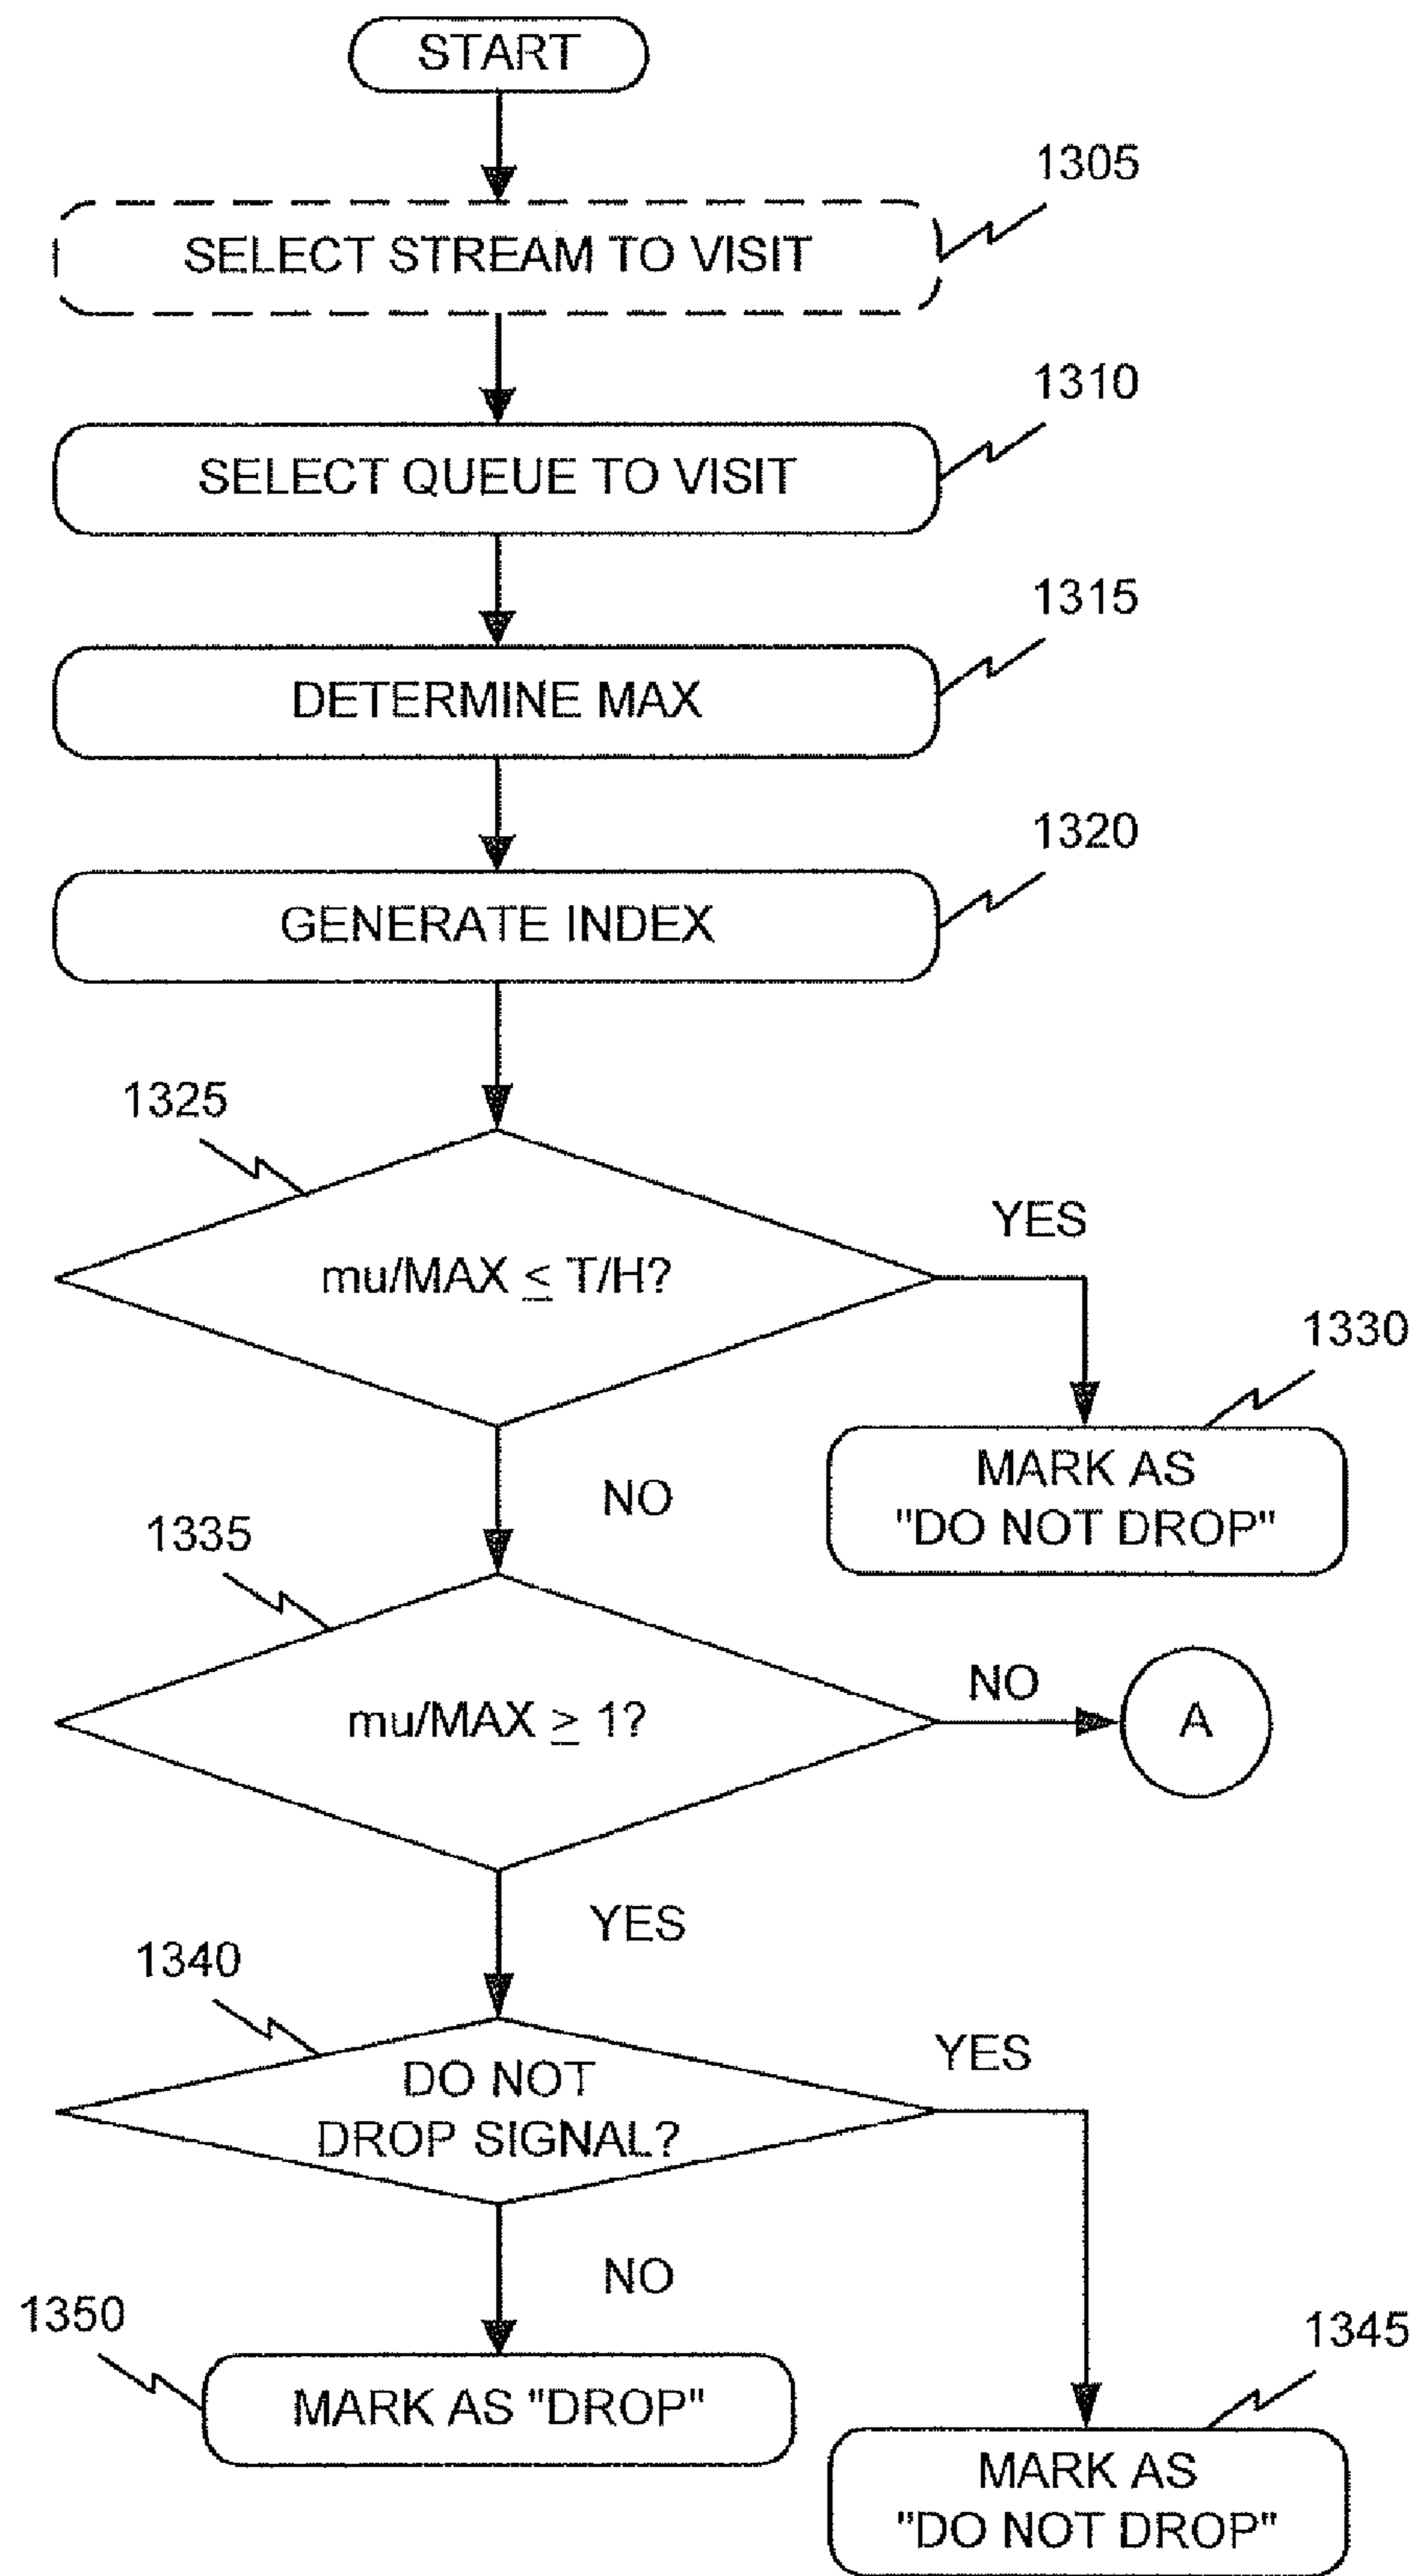 START
1305
SELECT STREAM TO VISIT
1310
SELECT QUEUE TO VISIT
1315
DETERMINE MAX
1320
GENERATE INDEX
1325
mu/MAX ≤ T/H?
YES
1330
MARK AS
"DO NOT DROP"
NO
1335
mu/MAX ≥ 1?
NO
A
YES
1340
DO NOT
DROP SIGNAL?
YES
NO
1350
MARK AS "DROP"
1345
MARK AS
"DO NOT DROP"